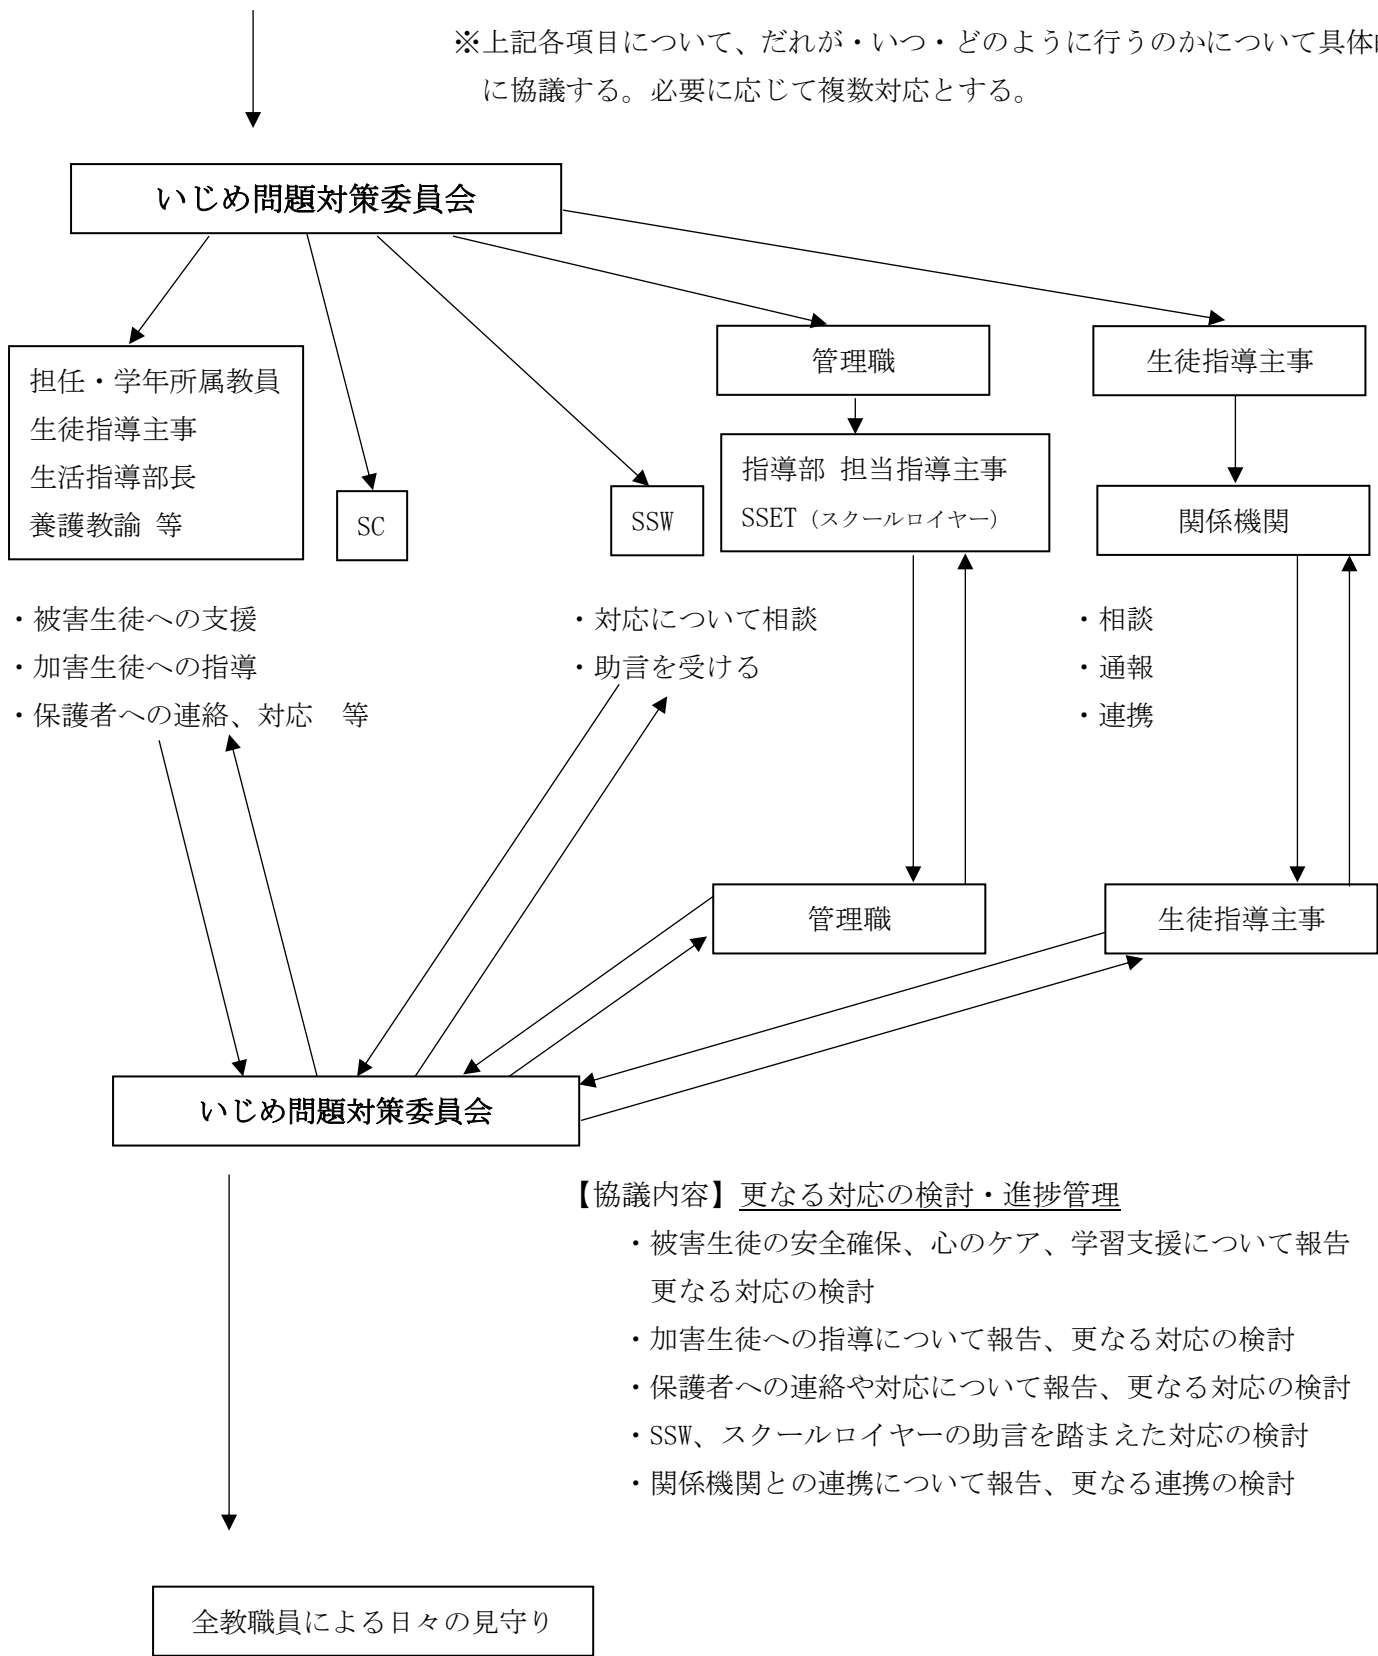 ※上記各項目について、だれが・いつ・どのように行うのかについて具体
に協議する。必要に応じて複数対応とする。
いじめ問題対策委員会
担任・学年所属教員
生徒指導主事
生活指導部長
養護教諭 等
SC
SSW
管理職
指導部 担当指導主事
SSET（スクールロイヤー）
生徒指導主事
関係機関
・被害生徒への支援
・加害生徒への指導
・保護者への連絡、対応　等
・対応について相談
・助言を受ける
・相談
・通報
・連携
管理職
生徒指導主事
いじめ問題対策委員会
【協議内容】更なる対応の検討・進捗管理
・被害生徒の安全確保、心のケア、学習支援について報告
更なる対応の検討
・加害生徒への指導について報告、更なる対応の検討
・保護者への連絡や対応について報告、更なる対応の検討
・SSW、スクールロイヤーの助言を踏まえた対応の検討
・関係機関との連携について報告、更なる連携の検討
全教職員による日々の見守り